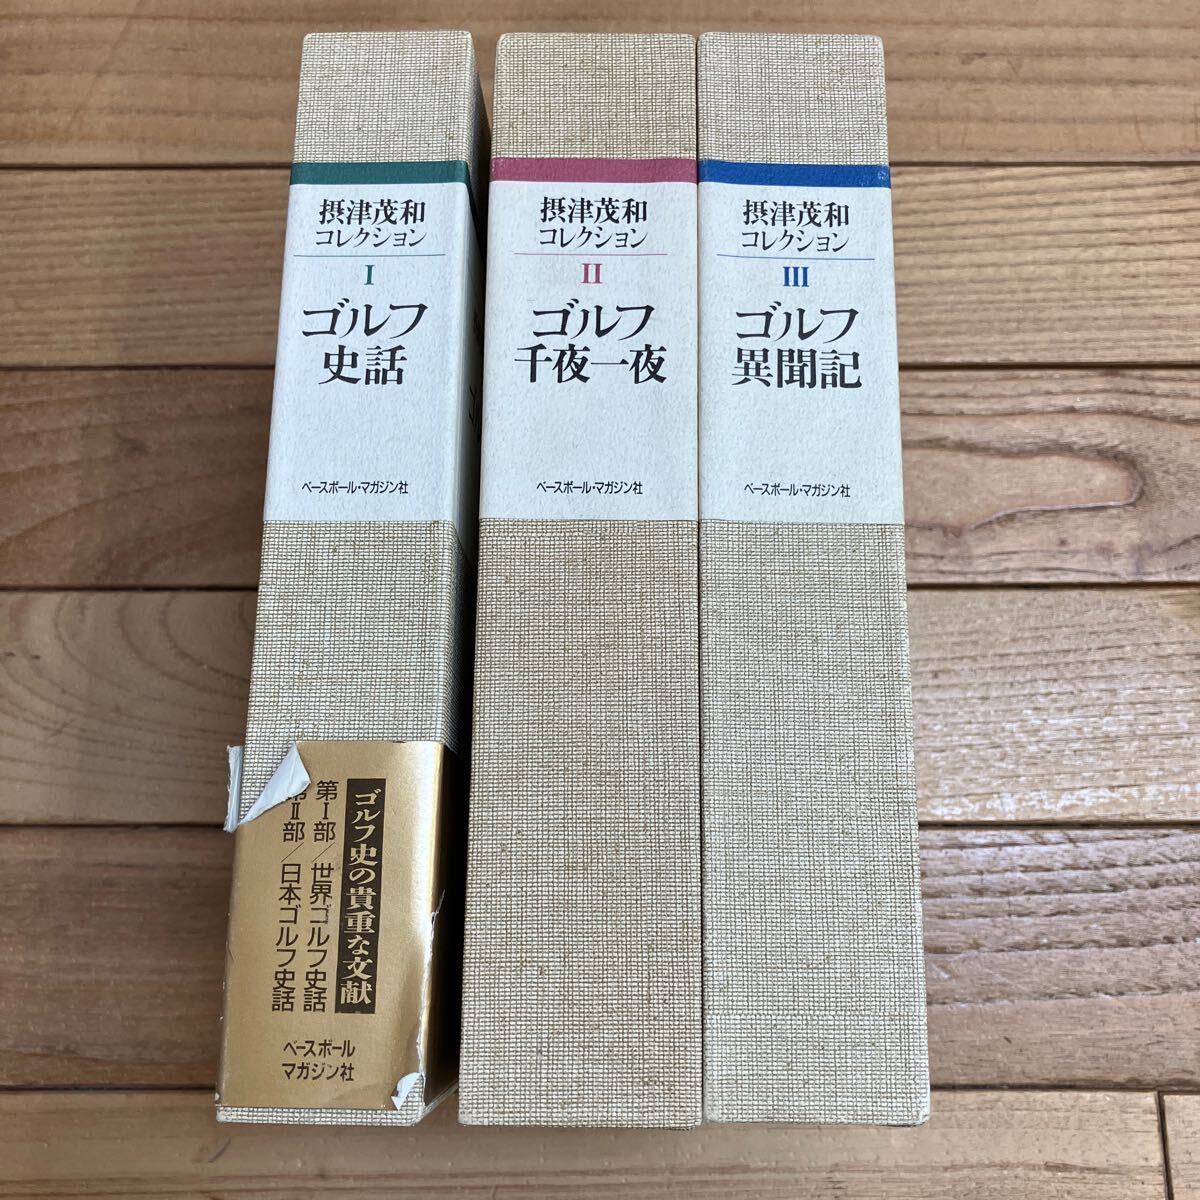 摂津茂和
コレクション
I
ゴルフ
史話
ベースボール・マガジン社
ゴルフ史の貴重な文献
第I部/世界ゴルフ史話
第II部/日本ゴルフ史話
ベースボール
マガジン社
摂津茂和
コレクション
II
ゴルフ
千夜一夜
ベースボール・マガジン社
摂津茂和
コレクション
III
ゴルフ
異聞記
ベースボール・マガジン社